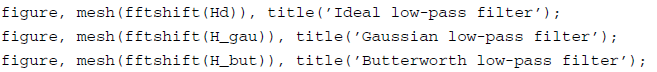 figure, mesh(fftshift(Hd)), title(’Ideal low-pass filter’);
figure, mesh(fftshift(H_gau)), title(’Gaussian low-pass filter’);
figure, mesh(fftshift(H_but)), title(’Butterworth low-pass filter’);